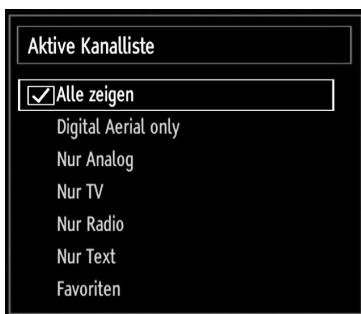 Aktive Kanalliste
Alle zeigen
Digital Aerial only
Nur Analog
Nur TV
Nur Radio
Nur Text
Favoriten